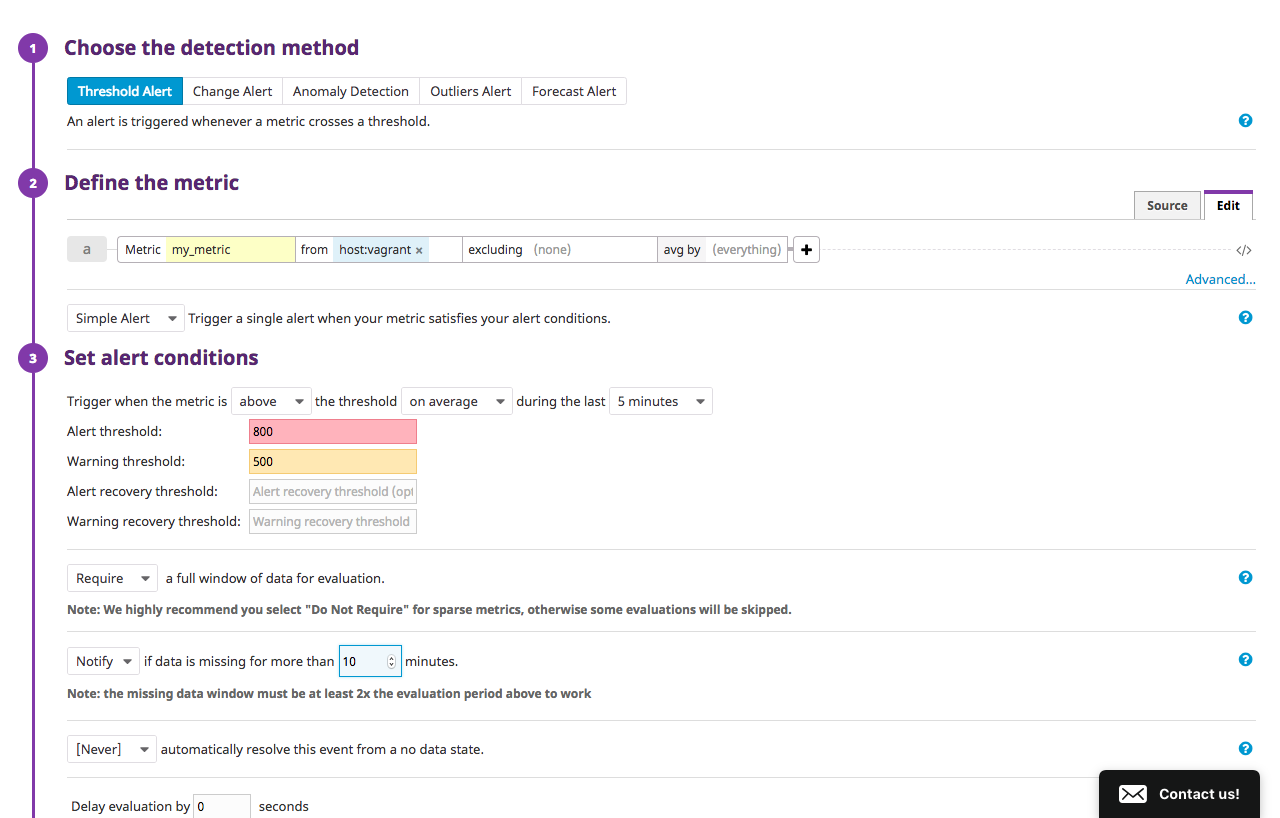 1 Choose the detection method
Threshold Alert Change Alert Anomaly Detection Outliers Alert Forecast Alert
An alert is triggered whenever a metric crosses a threshold. ?
2 Define the metric
Source Edit
a Metric my_metric from host:vagrant × excluding (none) avg by (everything) + </>
Advanced...
Simple Alert Trigger a single alert when your metric satisfies your alert conditions. ?
3 Set alert conditions
Trigger when the metric is above the threshold on average during the last 5 minutes
Alert threshold: 800
Warning threshold: 500
Alert recovery threshold: Alert recovery threshold (opt
Warning recovery threshold: Warning recovery threshold
Require a full window of data for evaluation. ?
Note: We highly recommend you select "Do Not Require" for sparse metrics, otherwise some evaluations will be skipped.
Notify if data is missing for more than 10 minutes. ?
Note: the missing data window must be at least 2x the evaluation period above to work
[Never] automatically resolve this event from a no data state. ?
Delay evaluation by 0 seconds
Contact us!